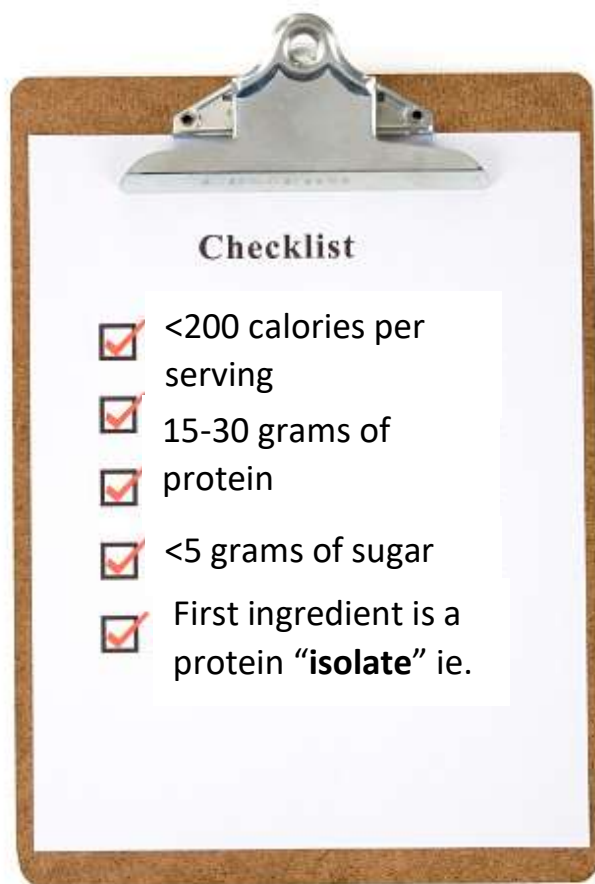 Checklist
<200 calories per
serving
15-30 grams of
protein
<5 grams of sugar
First ingredient is a
protein “isolate” ie.